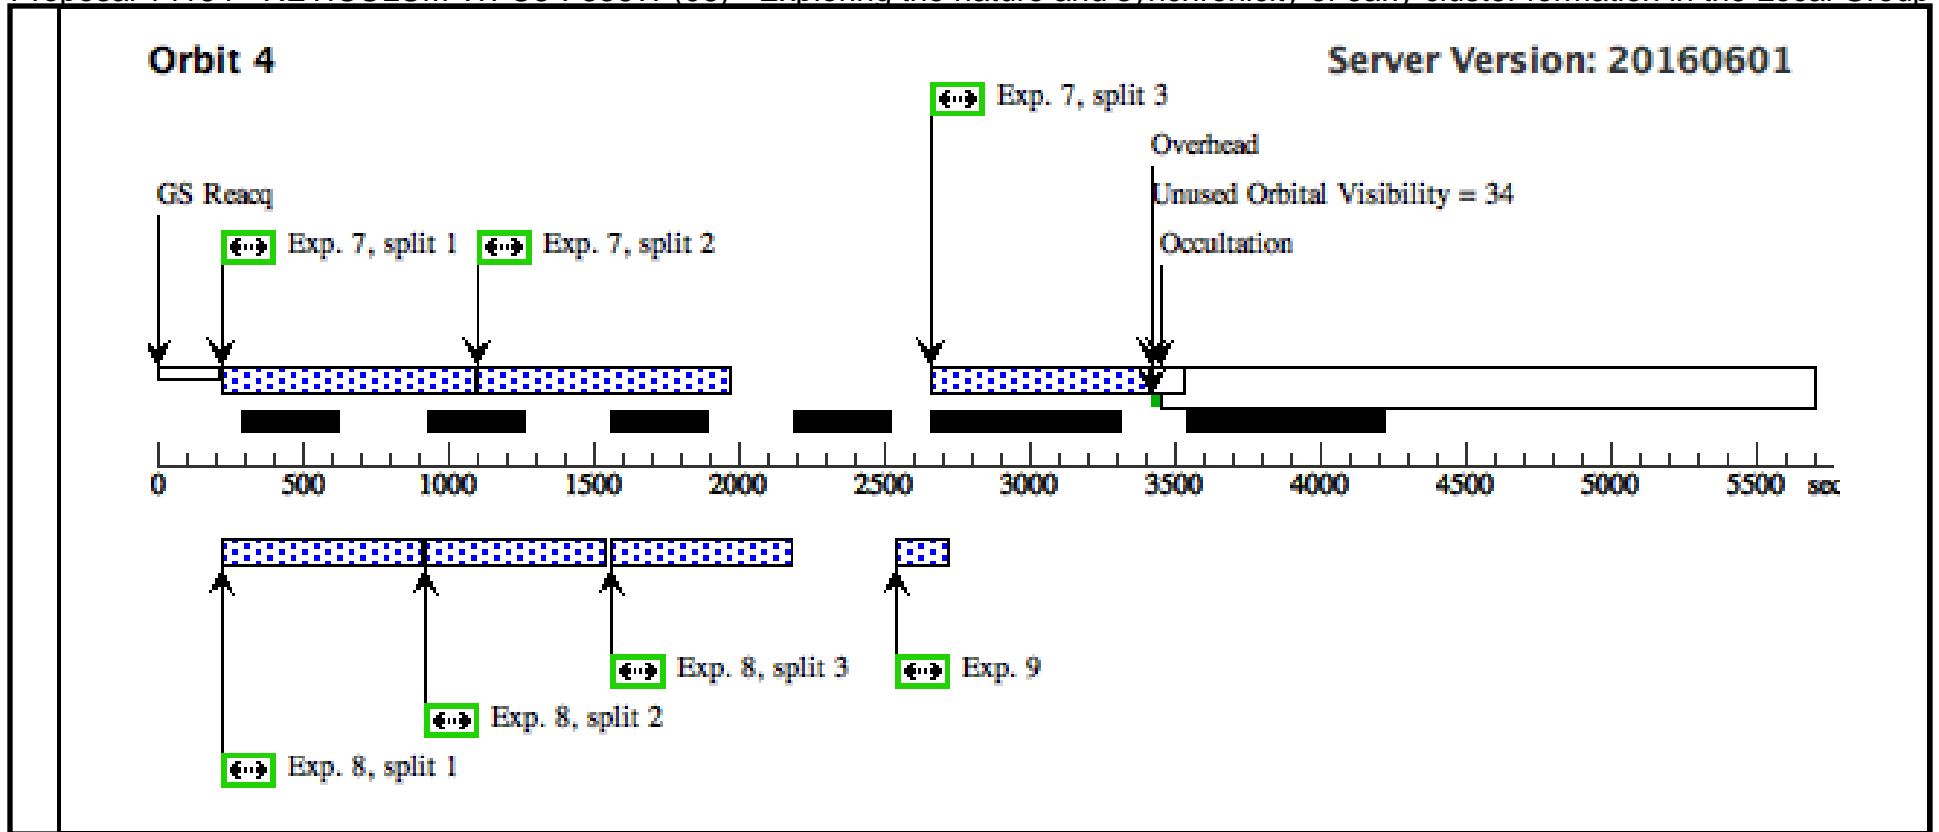 Orbit 4
Server Version: 20160601
Exp. 7, split 3
Overhead
GS Reacq
Unused Orbital Visibility = 34
Exp. 7, split 1
Exp. 7, split 2
Occultation
0 500 1000 1500 2000 2500 3000 3500 4000 4500 5000 5500 sec
Exp. 8, split 3
Exp. 9
Exp. 8, split 2
Exp. 8, split 1